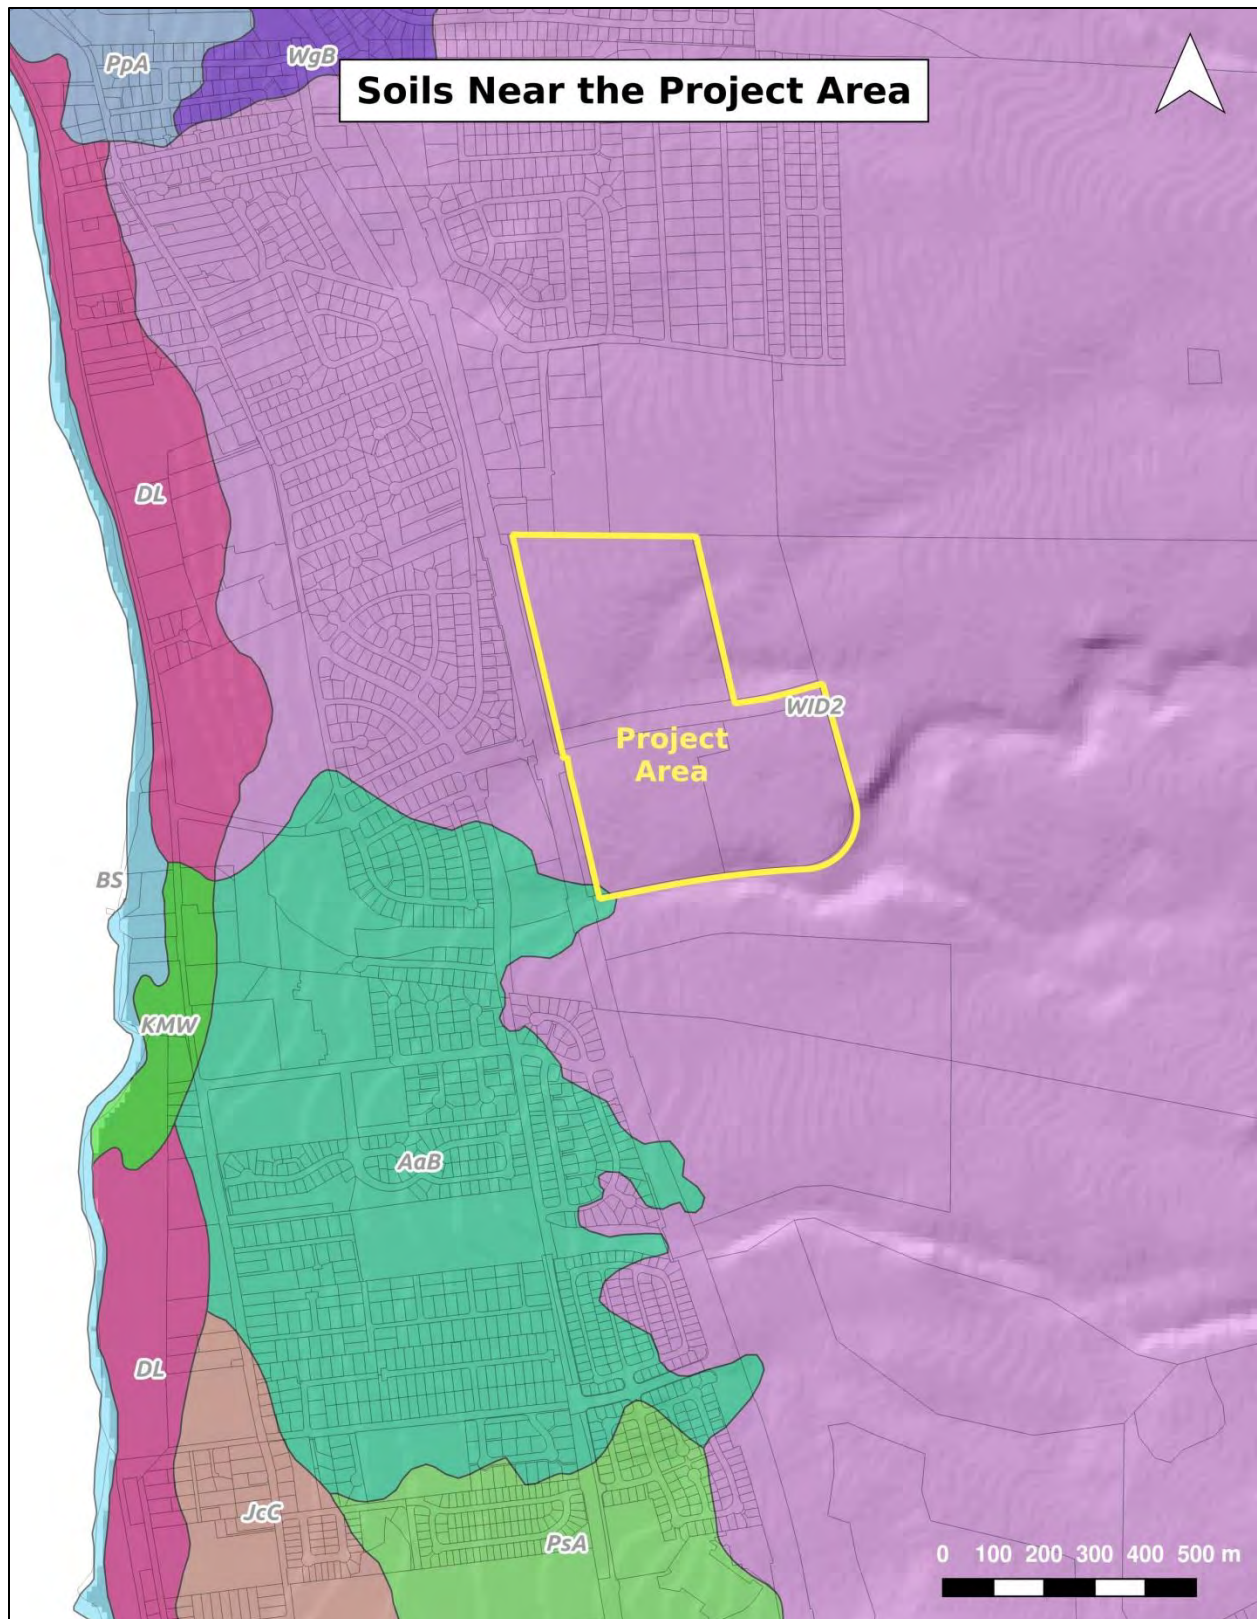 PpA
WgB
Soils Near the Project Area
DL
WID2
Project
Area
BS
KMW
AaB
DL
JcC
PsA
0 100 200 300 400 500 m